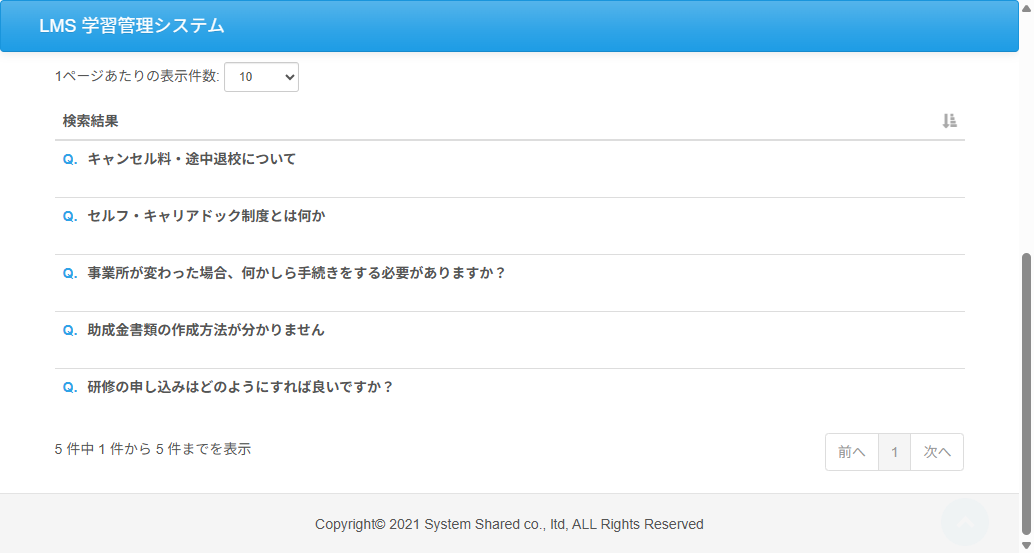 LMS 学習管理システム
1ページあたりの表示件数: 10
検索結果
Q. キャンセル料・途中退校について
Q. セルフ・キャリアドック制度とは何か
Q. 事業所が変わった場合、何かしら手続きをする必要がありますか？
Q. 助成金書類の作成方法が分かりません
Q. 研修の申し込みはどのようにすれば良いですか？
5 件中 1 件から 5 件までを表示
前へ 1 次へ
Copyright© 2021 System Shared co., ltd, ALL Rights Reserved